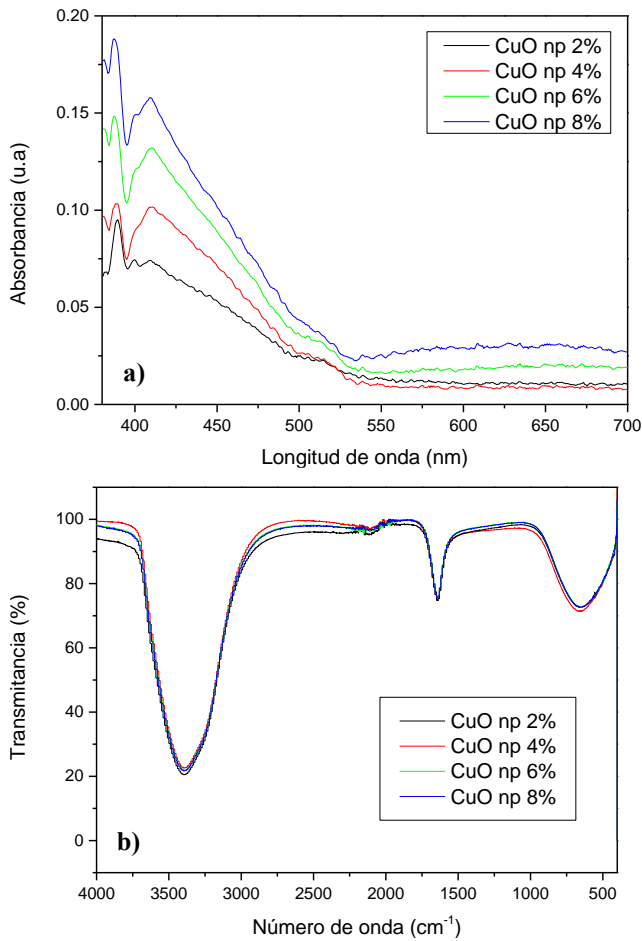 0.20
0.15
0.10
0.05
0.00
Absorbancia (u.a)
CuO np 2%
CuO np 4%
CuO np 6%
CuO np 8%
a)
400 450 500 550 600 650 700
Longitud de onda (nm)
100
80
60
40
20
0
Transmitancia (%)
CuO np 2%
CuO np 4%
CuO np 6%
CuO np 8%
b)
4000 3500 3000 2500 2000 1500 1000 500
Número de onda (cm⁻¹)